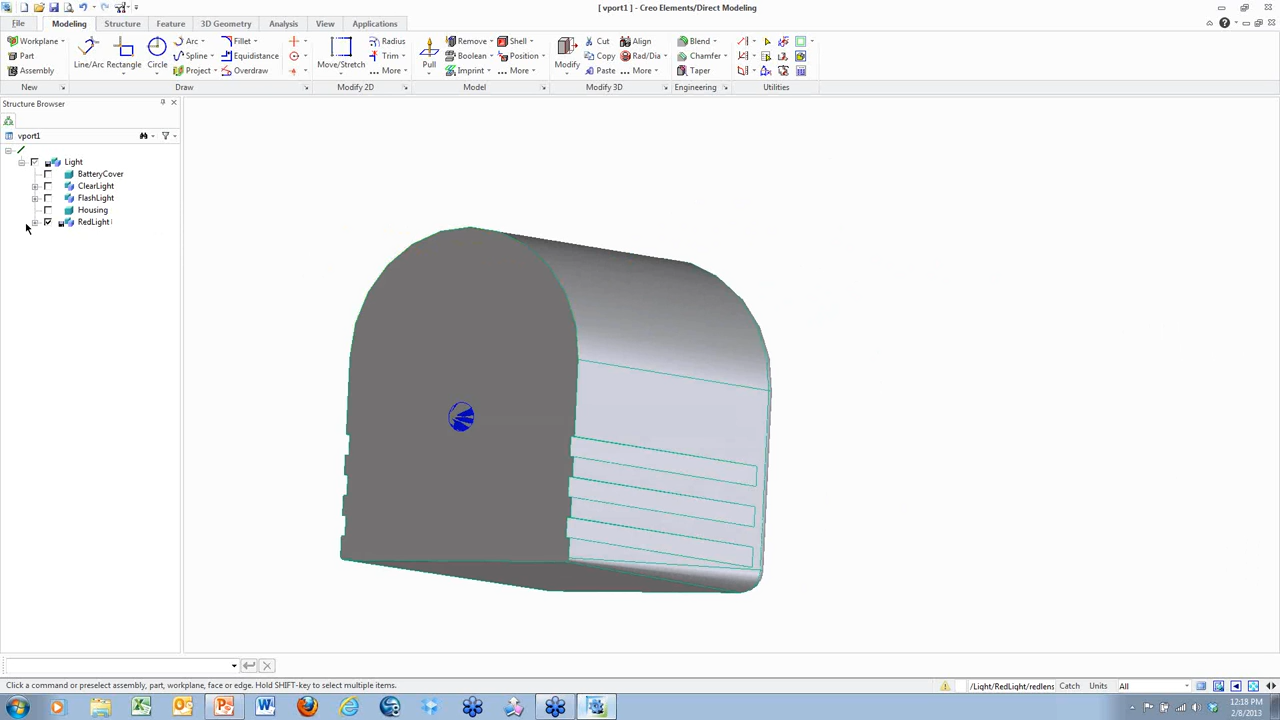 [ vport1 ] - Creo Elements/Direct Modeling
File Modeling Structure Feature 3D Geometry Analysis View Applications
Workplane Arc Fillet Radius Remove Shell Cut Align Blend
Part Line/Arc Rectangle Circle Spline Equidistance Move/Stretch Trim Pull Boolean Position Modify Copy Rad/Dia Chamfer
Assembly Project Overdraw More Imprint More Paste More Taper
New Draw Modify 2D Model Modify 3D Engineering Utilities
Structure Browser
vport1
Light
BatteryCover
ClearLight
FlashLight
Housing
RedLight
Click a command or preselect assembly, part, workplane, face or edge. Hold SHIFT-key to select multiple items.
/Light/RedLight/redlens Catch Units All
12:18 PM
2/8/2013